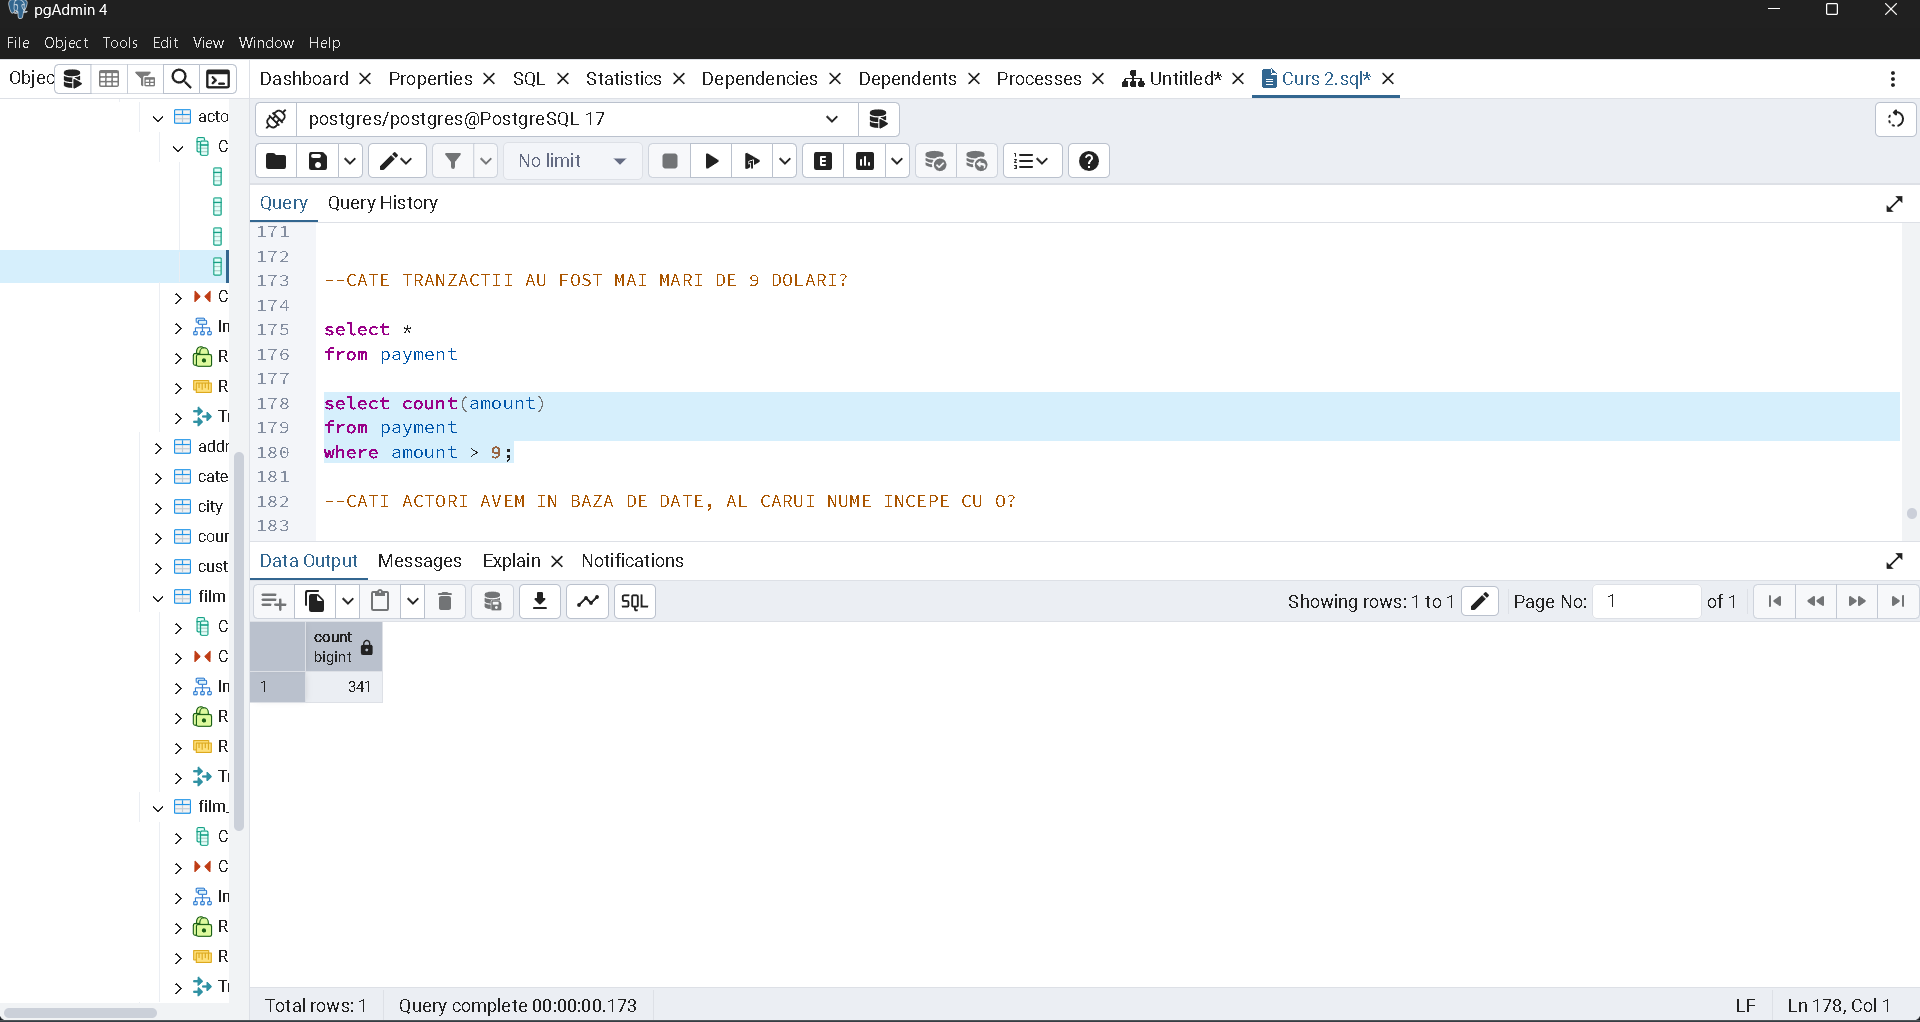 pgAdmin 4
File Object Tools Edit View Window Help
Objec
Dashboard Properties SQL Statistics Dependencies Dependents Processes Untitled* Curs 2.sql*
postgres/postgres@PostgreSQL 17
No limit
E
Query Query History
171
172
173 --CATE TRANZACTII AU FOST MAI MARI DE 9 DOLARI?
174
175 select *
176 from payment
177
178 select count(amount)
179 from payment
180 where amount > 9;
181
182 --CATI ACTORI AVEM IN BAZA DE DATE, AL CARUI NUME INCEPE CU O?
183
acto
C
C
In
R
R
Tr
addr
cate
city
cour
cust
film
C
C
In
R
R
Tr
film_
C
C
In
R
R
Tr
Data Output Messages Explain Notifications
SQL
Showing rows: 1 to 1 Page No: 1 of 1
count
bigint
1 341
Total rows: 1 Query complete 00:00:00.173 LF Ln 178, Col 1